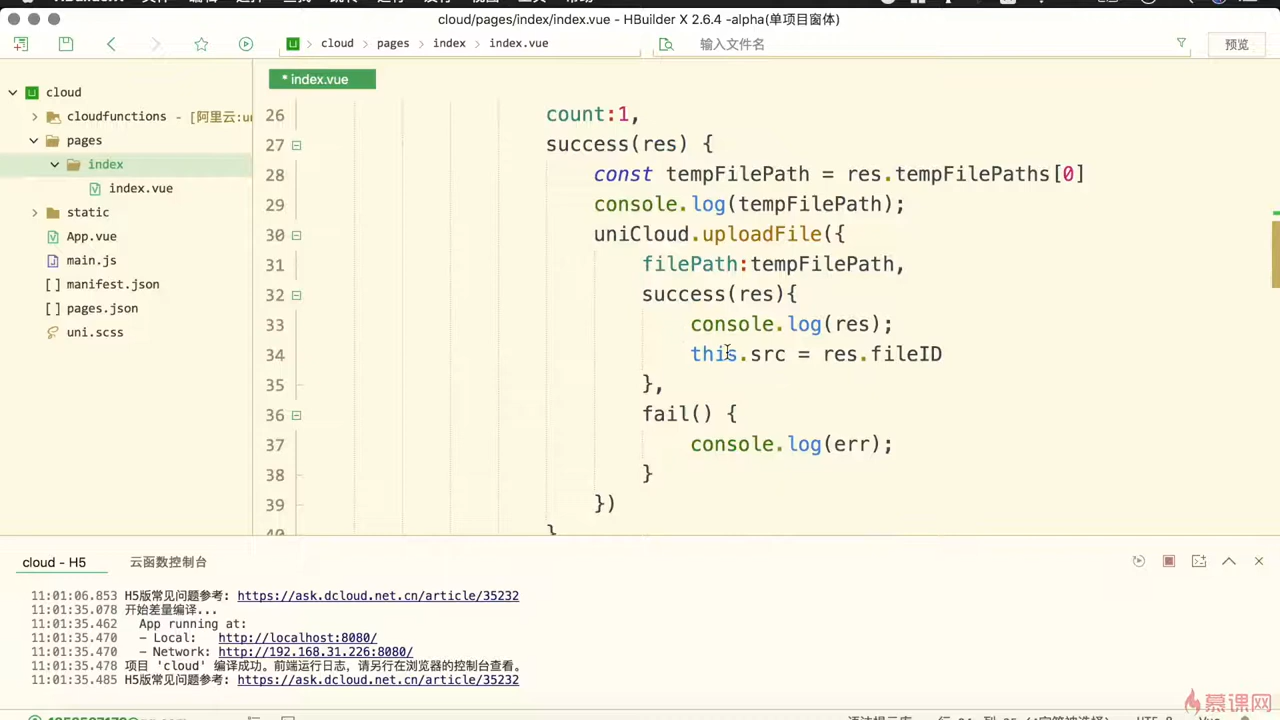 cloud/pages/index/index.vue - HBuilder X 2.6.4 -alpha(单项目窗体)
cloud
pages
index
index.vue
输入文件名
预览
cloud
cloudfunctions - [阿里云:u
pages
index
index.vue
static
App.vue
main.js
[ ] manifest.json
[ ] pages.json
uni.scss
* index.vue
26 count:1,
27 success(res) {
28 const tempFilePath = res.tempFilePaths[0]
29 console.log(tempFilePath);
30 uniCloud.uploadFile({
31 filePath:tempFilePath,
32 success(res){
33 console.log(res);
34 this.src = res.fileID
35 },
36 fail() {
37 console.log(err);
38 }
39 })
40 }
cloud - H5
云函数控制台
11:01:06.853 H5版常见问题参考: https://ask.dcloud.net.cn/article/35232
11:01:35.078 开始差量编译...
11:01:35.462 App running at:
11:01:35.470 - Local: http://localhost:8080/
11:01:35.470 - Network: http://192.168.31.226:8080/
11:01:35.478 项目 'cloud' 编译成功。前端运行日志，请另行在浏览器的控制台查看。
11:01:35.485 H5版常见问题参考: https://ask.dcloud.net.cn/article/35232
慕课网